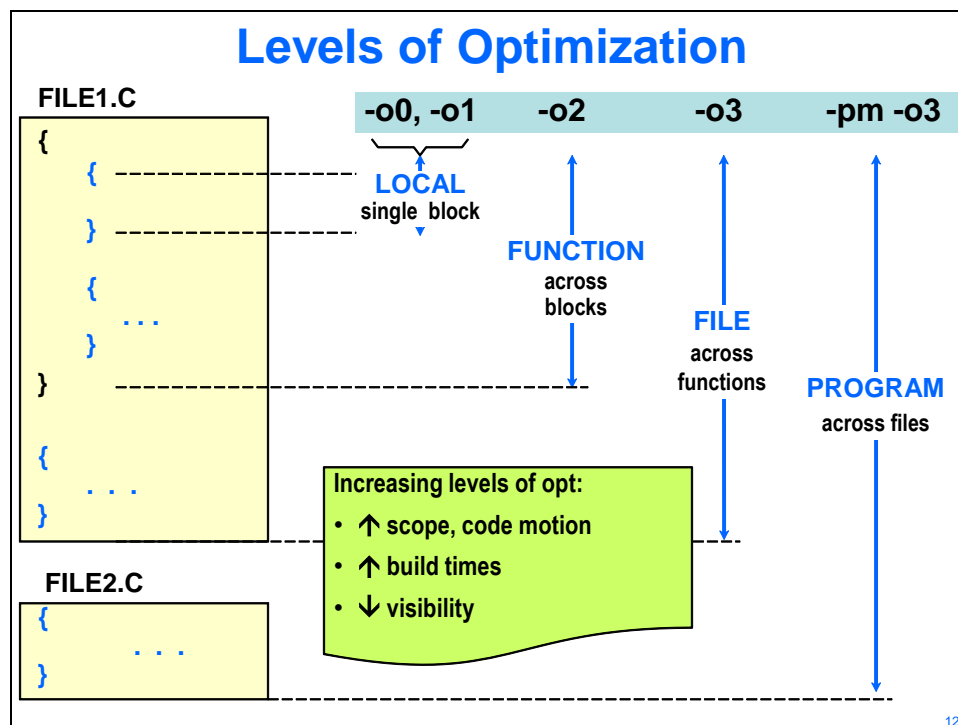 Levels of Optimization
FILE1.C
-o0, -o1
-o2
-o3
-pm -o3
{
{
}
{
. . .
}
}
{
. . .
}
LOCAL
single block
FUNCTION
across
blocks
FILE
across
functions
PROGRAM
across files
Increasing levels of opt:
• ↑ scope, code motion
• ↑ build times
• ↓ visibility
FILE2.C
{
. . .
}
12